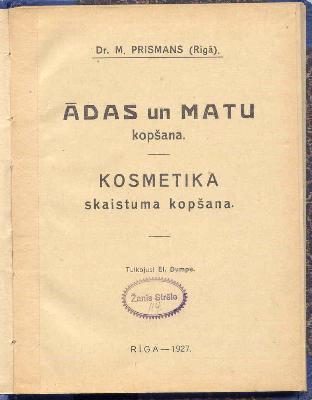 Dr. M. PRISMANS (Rīgā).
ĀDAS un MATU
kopšana.
KOSMETIKA
skaistuma kopšana.
Tulkojusi El. Dumpe.
Žanis Strēle
RĪGA — 1927.